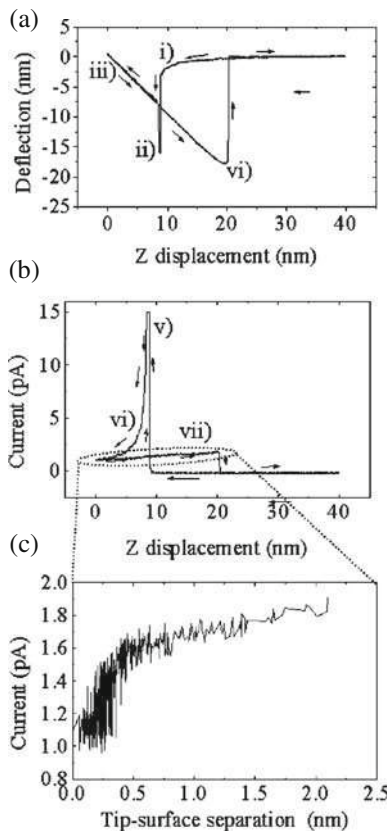 (a)
5
0
-5
-10
-15
-20
-25
Deflection (nm)
i)
iii)
ii)
vi)
0 10 20 30 40
Z displacement (nm)
(b)
15
10
5
0
Current (pA)
v)
vi)
vii)
0 10 20 30 40
Z displacement (nm)
(c)
2.0
1.8
1.6
1.4
1.2
1.0
0.8
Current (pA)
0.0 0.5 1.0 1.5 2.0 2.5
Tip-surface separation (nm)